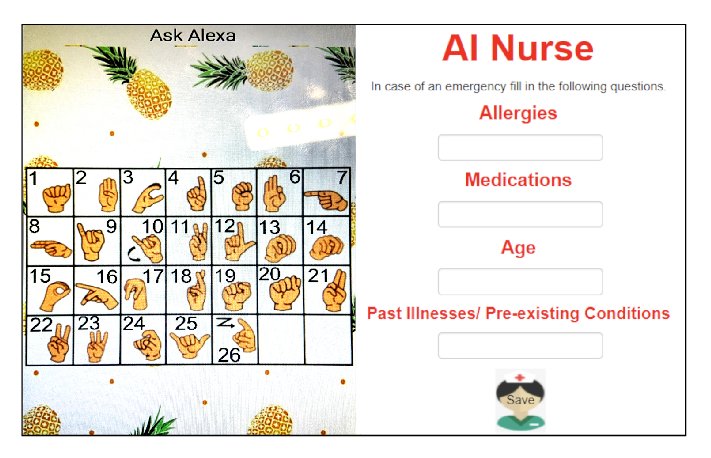 Ask Alexa
1 2 3 4 5 6 7
8 9 10 11 12 13 14
15 16 17 18 19 20 21
22 23 24 25 26
AI Nurse
In case of an emergency fill in the following questions.
Allergies
Medications
Age
Past Illnesses/ Pre-existing Conditions
Save